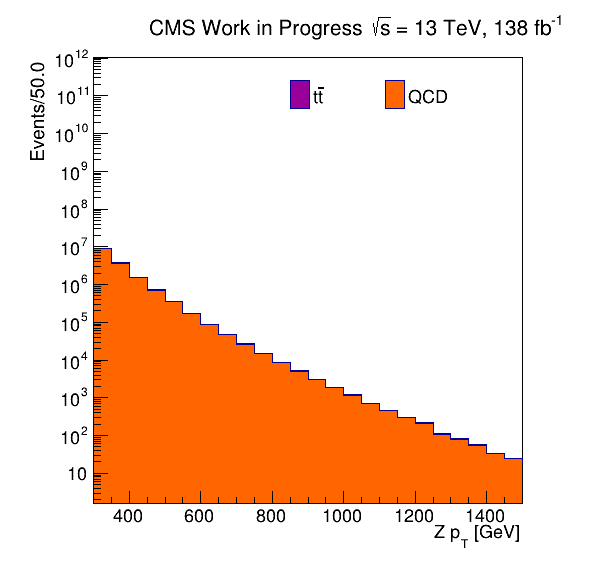 CMS Work in Progress √s = 13 TeV, 138 fb⁻¹
Events/50.0
tt̄ QCD
10¹²
10¹¹
10¹⁰
10⁹
10⁸
10⁷
10⁶
10⁵
10⁴
10³
10²
10
400 600 800 1000 1200 1400
Z p_T [GeV]